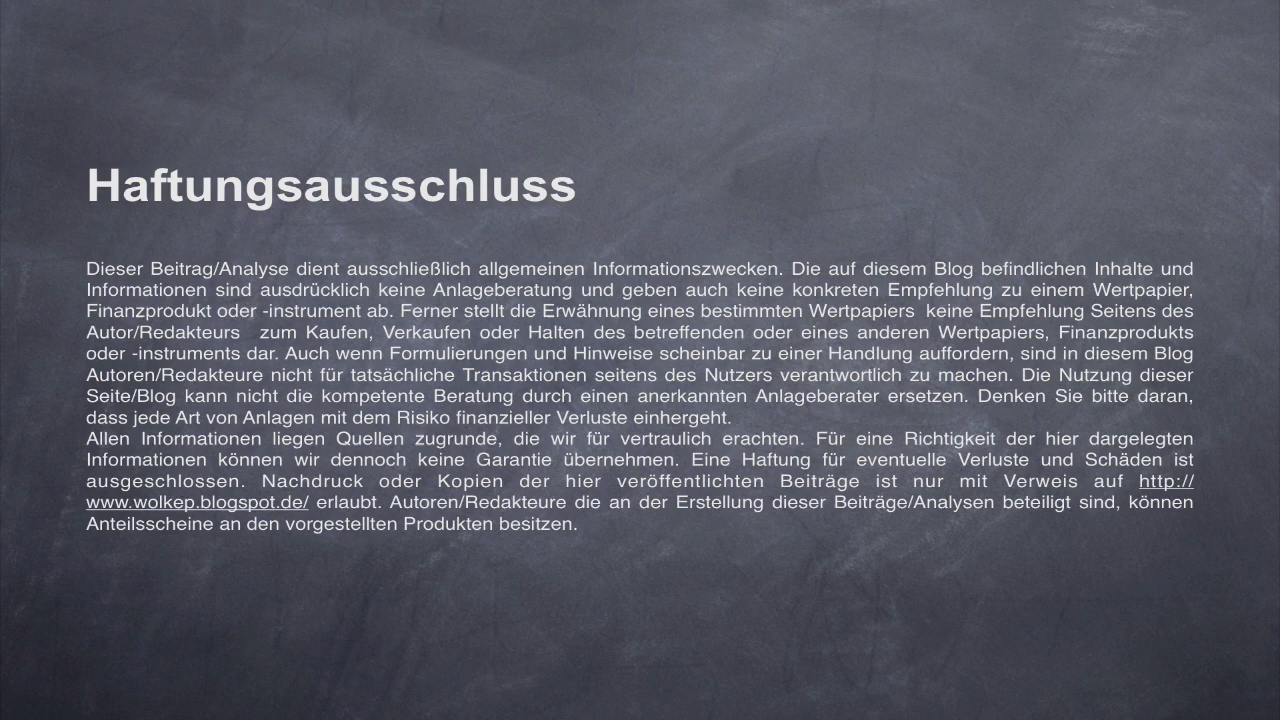 Haftungsausschluss
Dieser Beitrag/Analyse dient ausschließlich allgemeinen Informationszwecken. Die auf diesem Blog befindlichen Inhalte und
Informationen sind ausdrücklich keine Anlageberatung und geben auch keine konkreten Empfehlung zu einem Wertpapier,
Finanzprodukt oder -instrument ab. Ferner stellt die Erwähnung eines bestimmten Wertpapiers  keine Empfehlung Seitens des
Autor/Redakteurs  zum Kaufen, Verkaufen oder Halten des betreffenden oder eines anderen Wertpapiers, Finanzprodukts
oder -instruments dar. Auch wenn Formulierungen und Hinweise scheinbar zu einer Handlung auffordern, sind in diesem Blog
Autoren/Redakteure nicht für tatsächliche Transaktionen seitens des Nutzers verantwortlich zu machen. Die Nutzung dieser
Seite/Blog kann nicht die kompetente Beratung durch einen anerkannten Anlageberater ersetzen. Denken Sie bitte daran,
dass jede Art von Anlagen mit dem Risiko finanzieller Verluste einhergeht.
Allen Informationen liegen Quellen zugrunde, die wir für vertraulich erachten. Für eine Richtigkeit der hier dargelegten
Informationen können wir dennoch keine Garantie übernehmen. Eine Haftung für eventuelle Verluste und Schäden ist
ausgeschlossen. Nachdruck oder Kopien der hier veröffentlichten Beiträge ist nur mit Verweis auf http://
www.wolkep.blogspot.de/ erlaubt. Autoren/Redakteure die an der Erstellung dieser Beiträge/Analysen beteiligt sind, können
Anteilsscheine an den vorgestellten Produkten besitzen.